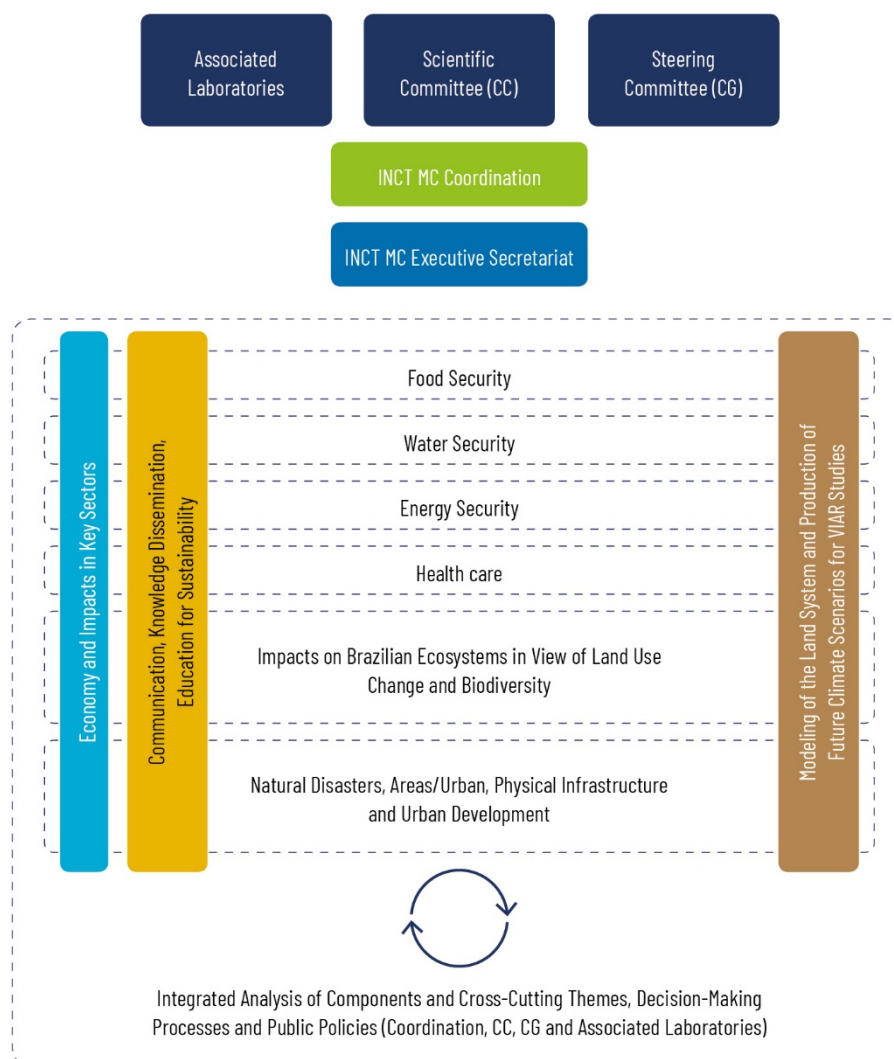 Associated
Laboratories
Scientific
Committee (CC)
Steering
Committee (CG)
INCT MC Coordination
INCT MC Executive Secretariat
Economy and Impacts in Key Sectors
Communication, Knowledge Dissemination,
Education for Sustainability
Food Security
Water Security
Energy Security
Health care
Impacts on Brazilian Ecosystems in View of Land Use
Change and Biodiversity
Natural Disasters, Areas/Urban, Physical Infrastructure
and Urban Development
Modeling of the Land System and Production of
Future Climate Scenarios for VIAR Studies
Integrated Analysis of Components and Cross-Cutting Themes, Decision-Making
Processes and Public Policies (Coordination, CC, CG and Associated Laboratories)